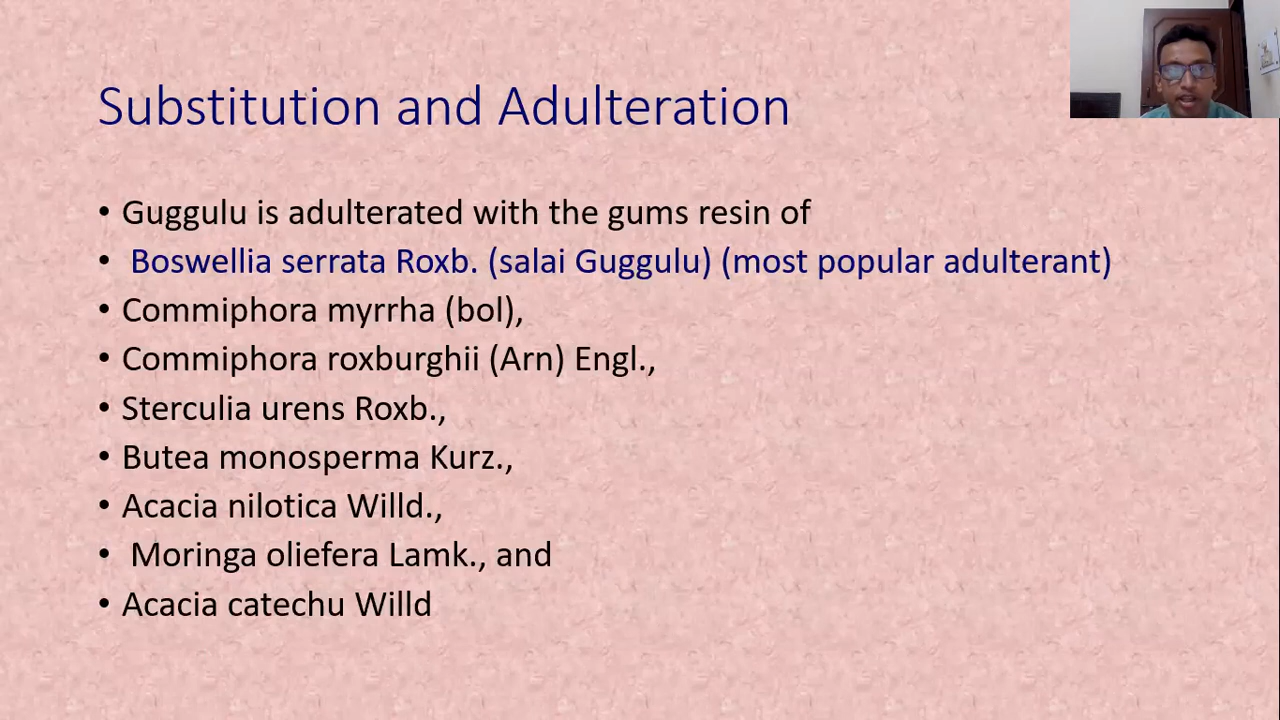 Substitution and Adulteration
• Guggulu is adulterated with the gums resin of
• Boswellia serrata Roxb. (salai Guggulu) (most popular adulterant)
• Commiphora myrrha (bol),
• Commiphora roxburghii (Arn) Engl.,
• Sterculia urens Roxb.,
• Butea monosperma Kurz.,
• Acacia nilotica Willd.,
• Moringa oliefera Lamk., and
• Acacia catechu Willd